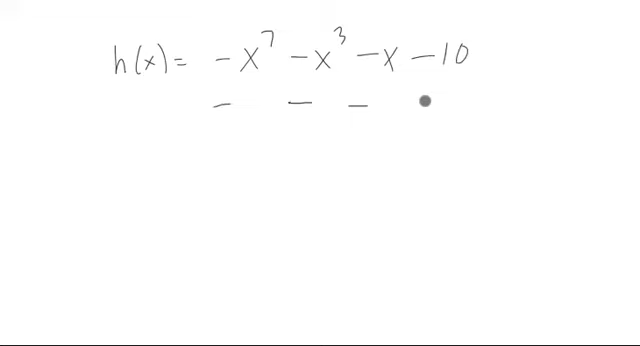 h(x) = -x⁷ - x³ - x - 10
- - -